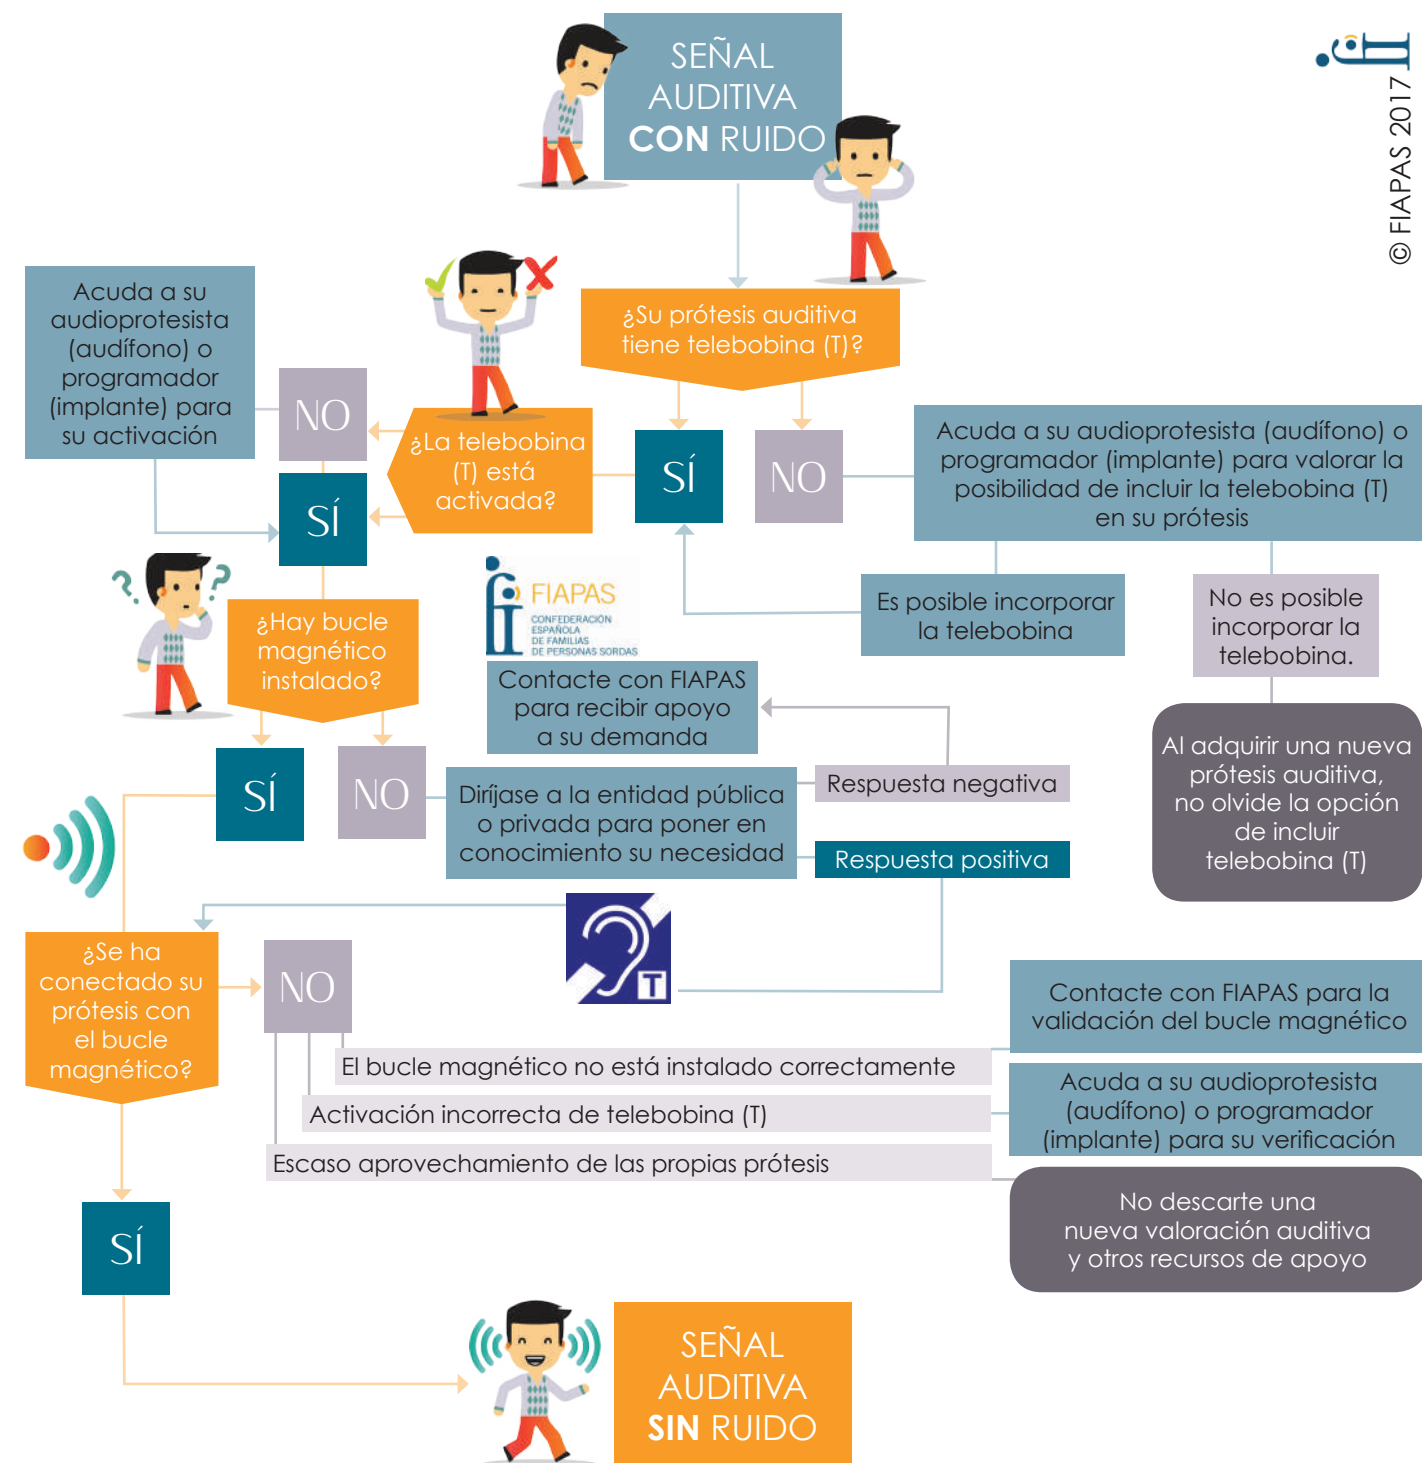 SEÑAL
AUDITIVA
CON RUIDO
© FIAPAS 2017
¿Su prótesis auditiva
tiene telebobina (T)?
Acuda a su
audioprotesista
(audífono) o
programador
(implante) para
su activación
NO
SÍ
¿La telebobina
(T) está
activada?
SÍ
NO
Acuda a su audioprotesista (audífono) o
programador (implante) para valorar la
posibilidad de incluir la telebobina (T)
en su prótesis
Es posible incorporar
la telebobina
No es posible
incorporar la
telebobina.
Al adquirir una nueva
prótesis auditiva,
no olvide la opción
de incluir
telebobina (T)
? ?
¿Hay bucle
magnético
instalado?
FIAPAS
CONFEDERACIÓN
ESPAÑOLA
DE FAMILIAS
DE PERSONAS SORDAS
Contacte con FIAPAS
para recibir apoyo
a su demanda
SÍ
NO
Diríjase a la entidad pública
o privada para poner en
conocimiento su necesidad
Respuesta negativa
Respuesta positiva
T
¿Se ha
conectado su
prótesis con
el bucle
magnético?
NO
El bucle magnético no está instalado correctamente
Contacte con FIAPAS para la
validación del bucle magnético
Activación incorrecta de telebobina (T)
Acuda a su audioprotesista
(audífono) o programador
(implante) para su verificación
Escaso aprovechamiento de las propias prótesis
No descarte una
nueva valoración auditiva
y otros recursos de apoyo
SÍ
SEÑAL
AUDITIVA
SIN RUIDO